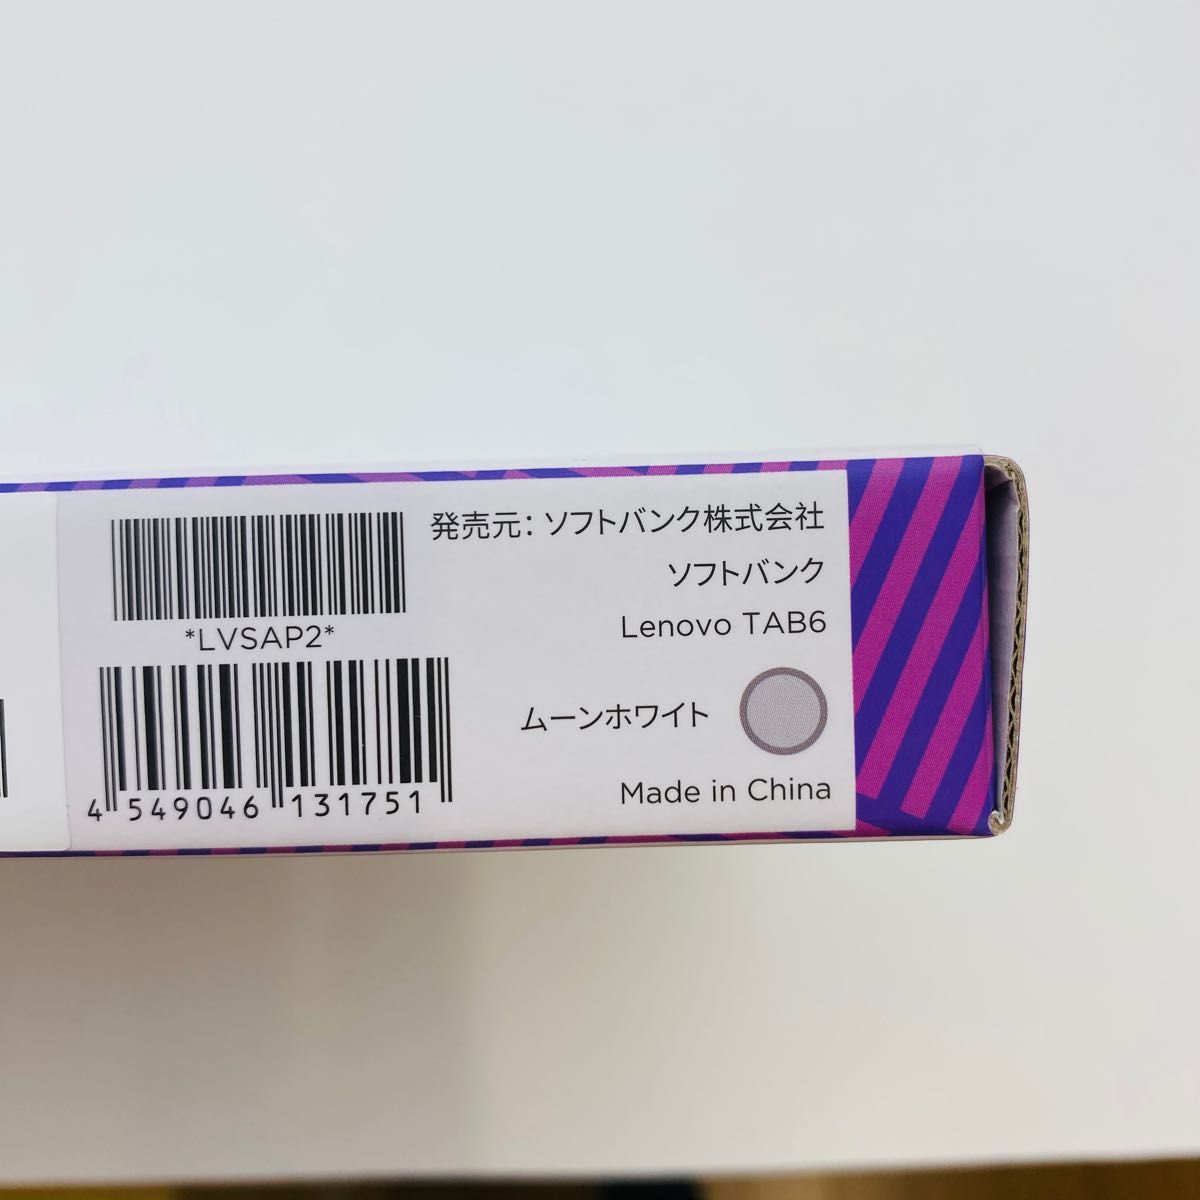 *LVSAP2*
4 549046 131751
発売元: ソフトバンク株式会社
ソフトバンク
Lenovo TAB6
ムーンホワイト
Made in China